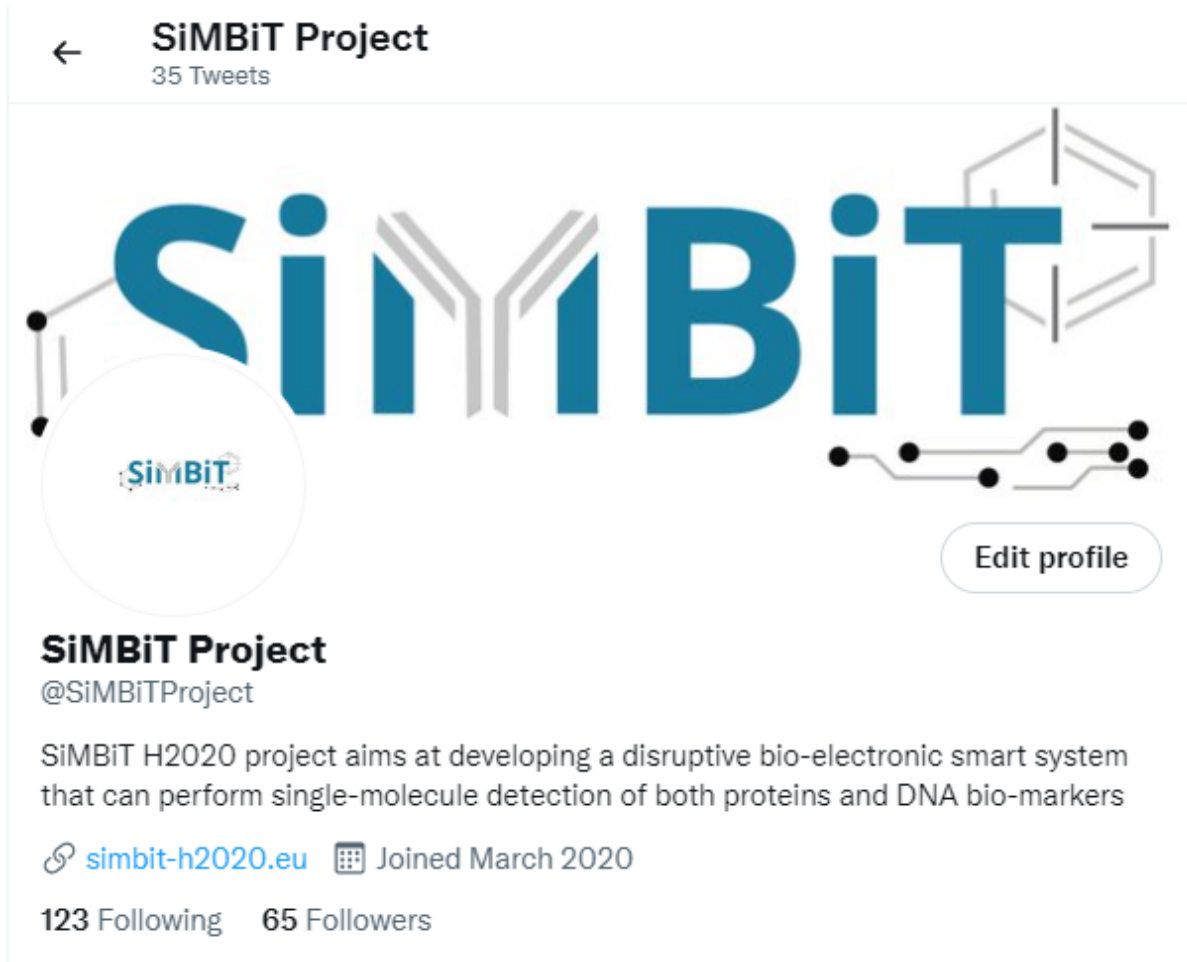 SiMBiT Project
35 Tweets
SiMBiT
SiMBiT
Edit profile
SiMBiT Project
@SiMBiTProject
SiMBiT H2020 project aims at developing a disruptive bio-electronic smart system
that can perform single-molecule detection of both proteins and DNA bio-markers
simbit-h2020.eu Joined March 2020
123 Following 65 Followers